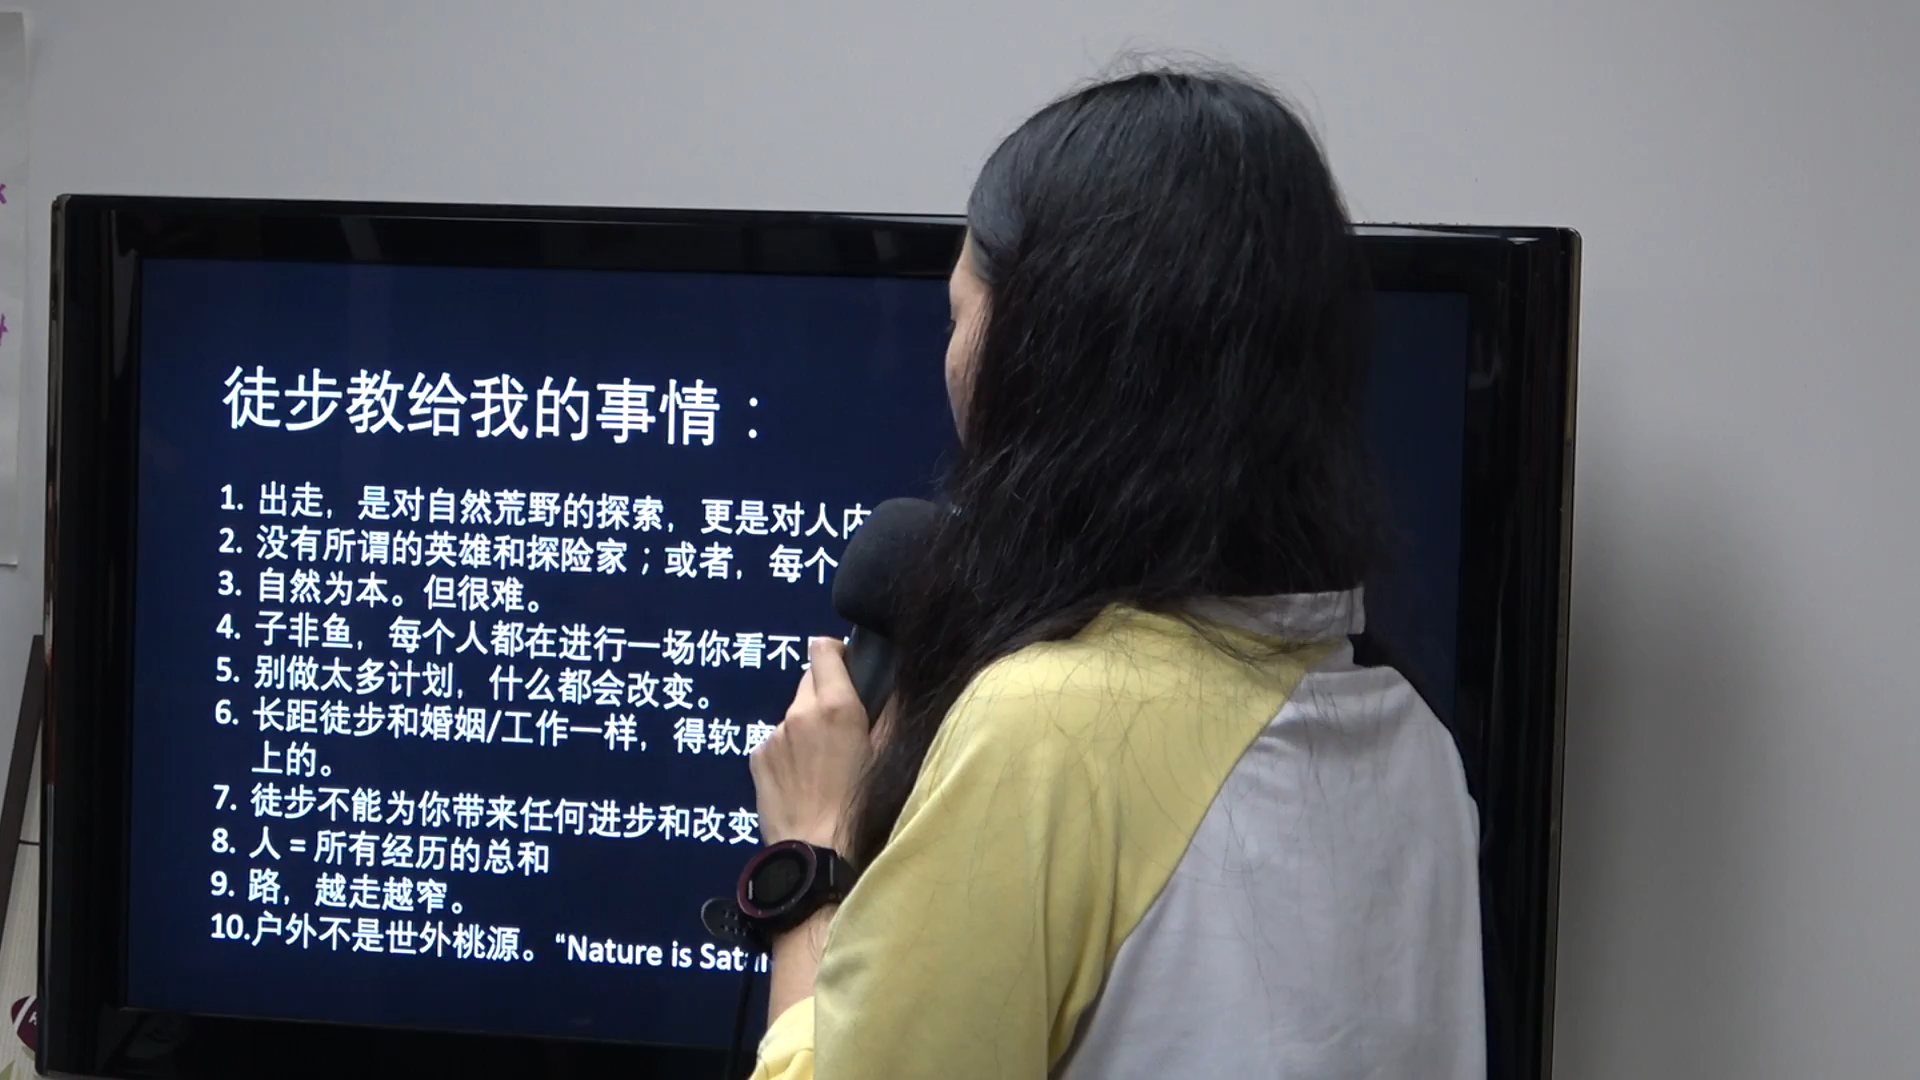 徒步教给我的事情：
1. 出走，是对自然荒野的探索，更是对人内
2. 没有所谓的英雄和探险家；或者，每个
3. 自然为本。但很难。
4. 子非鱼，每个人都在进行一场你看不
5. 别做太多计划，什么都会改变。
6. 长距徒步和婚姻/工作一样，得软磨
上的。
7. 徒步不能为你带来任何进步和改变
8. 人 = 所有经历的总和
9. 路，越走越窄。
10.户外不是世外桃源。“Nature is